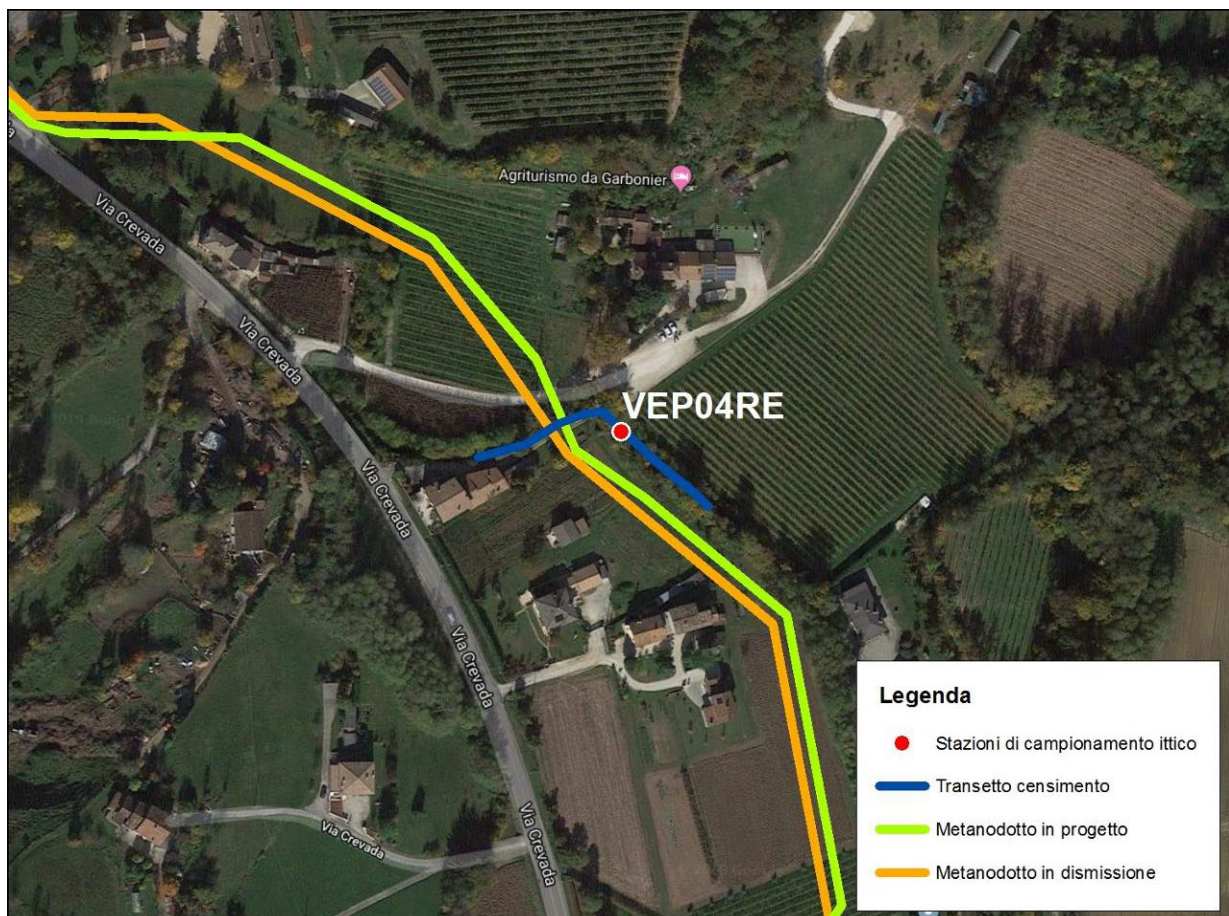 Agriturismo da Garbonier
Via Crevada
Via Crevada
VEP04RE
Via Crevada
Via Crevada
Via Crevada
Via Crevada
Legenda
Stazioni di campionamento ittico
Transetto censimento
Metanodotto in progetto
Metanodotto in dismissione